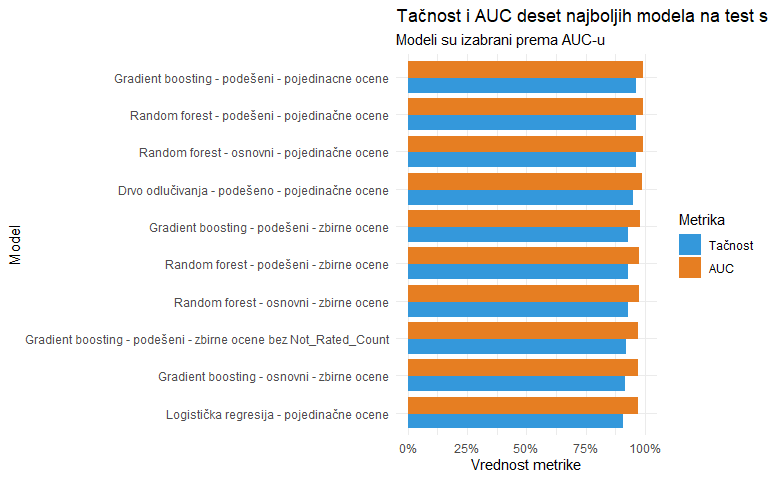 Tačnost i AUC deset najboljih modela na test s
Modeli su izabrani prema AUC-u
Gradient boosting - podešeni - pojedinacne ocene
Random forest - podešeni - pojedinačne ocene
Random forest - osnovni - pojedinačne ocene
Drvo odlučivanja - podešeno - pojedinačne ocene
Gradient boosting - podešeni - zbirne ocene
Random forest - podešeni - zbirne ocene
Random forest - osnovni - zbirne ocene
Gradient boosting - podešeni - zbirne ocene bez Not_Rated_Count
Gradient boosting - osnovni - zbirne ocene
Logistička regresija - pojedinačne ocene
Model
0% 25% 50% 75% 100%
Vrednost metrike
Metrika
Tačnost
AUC